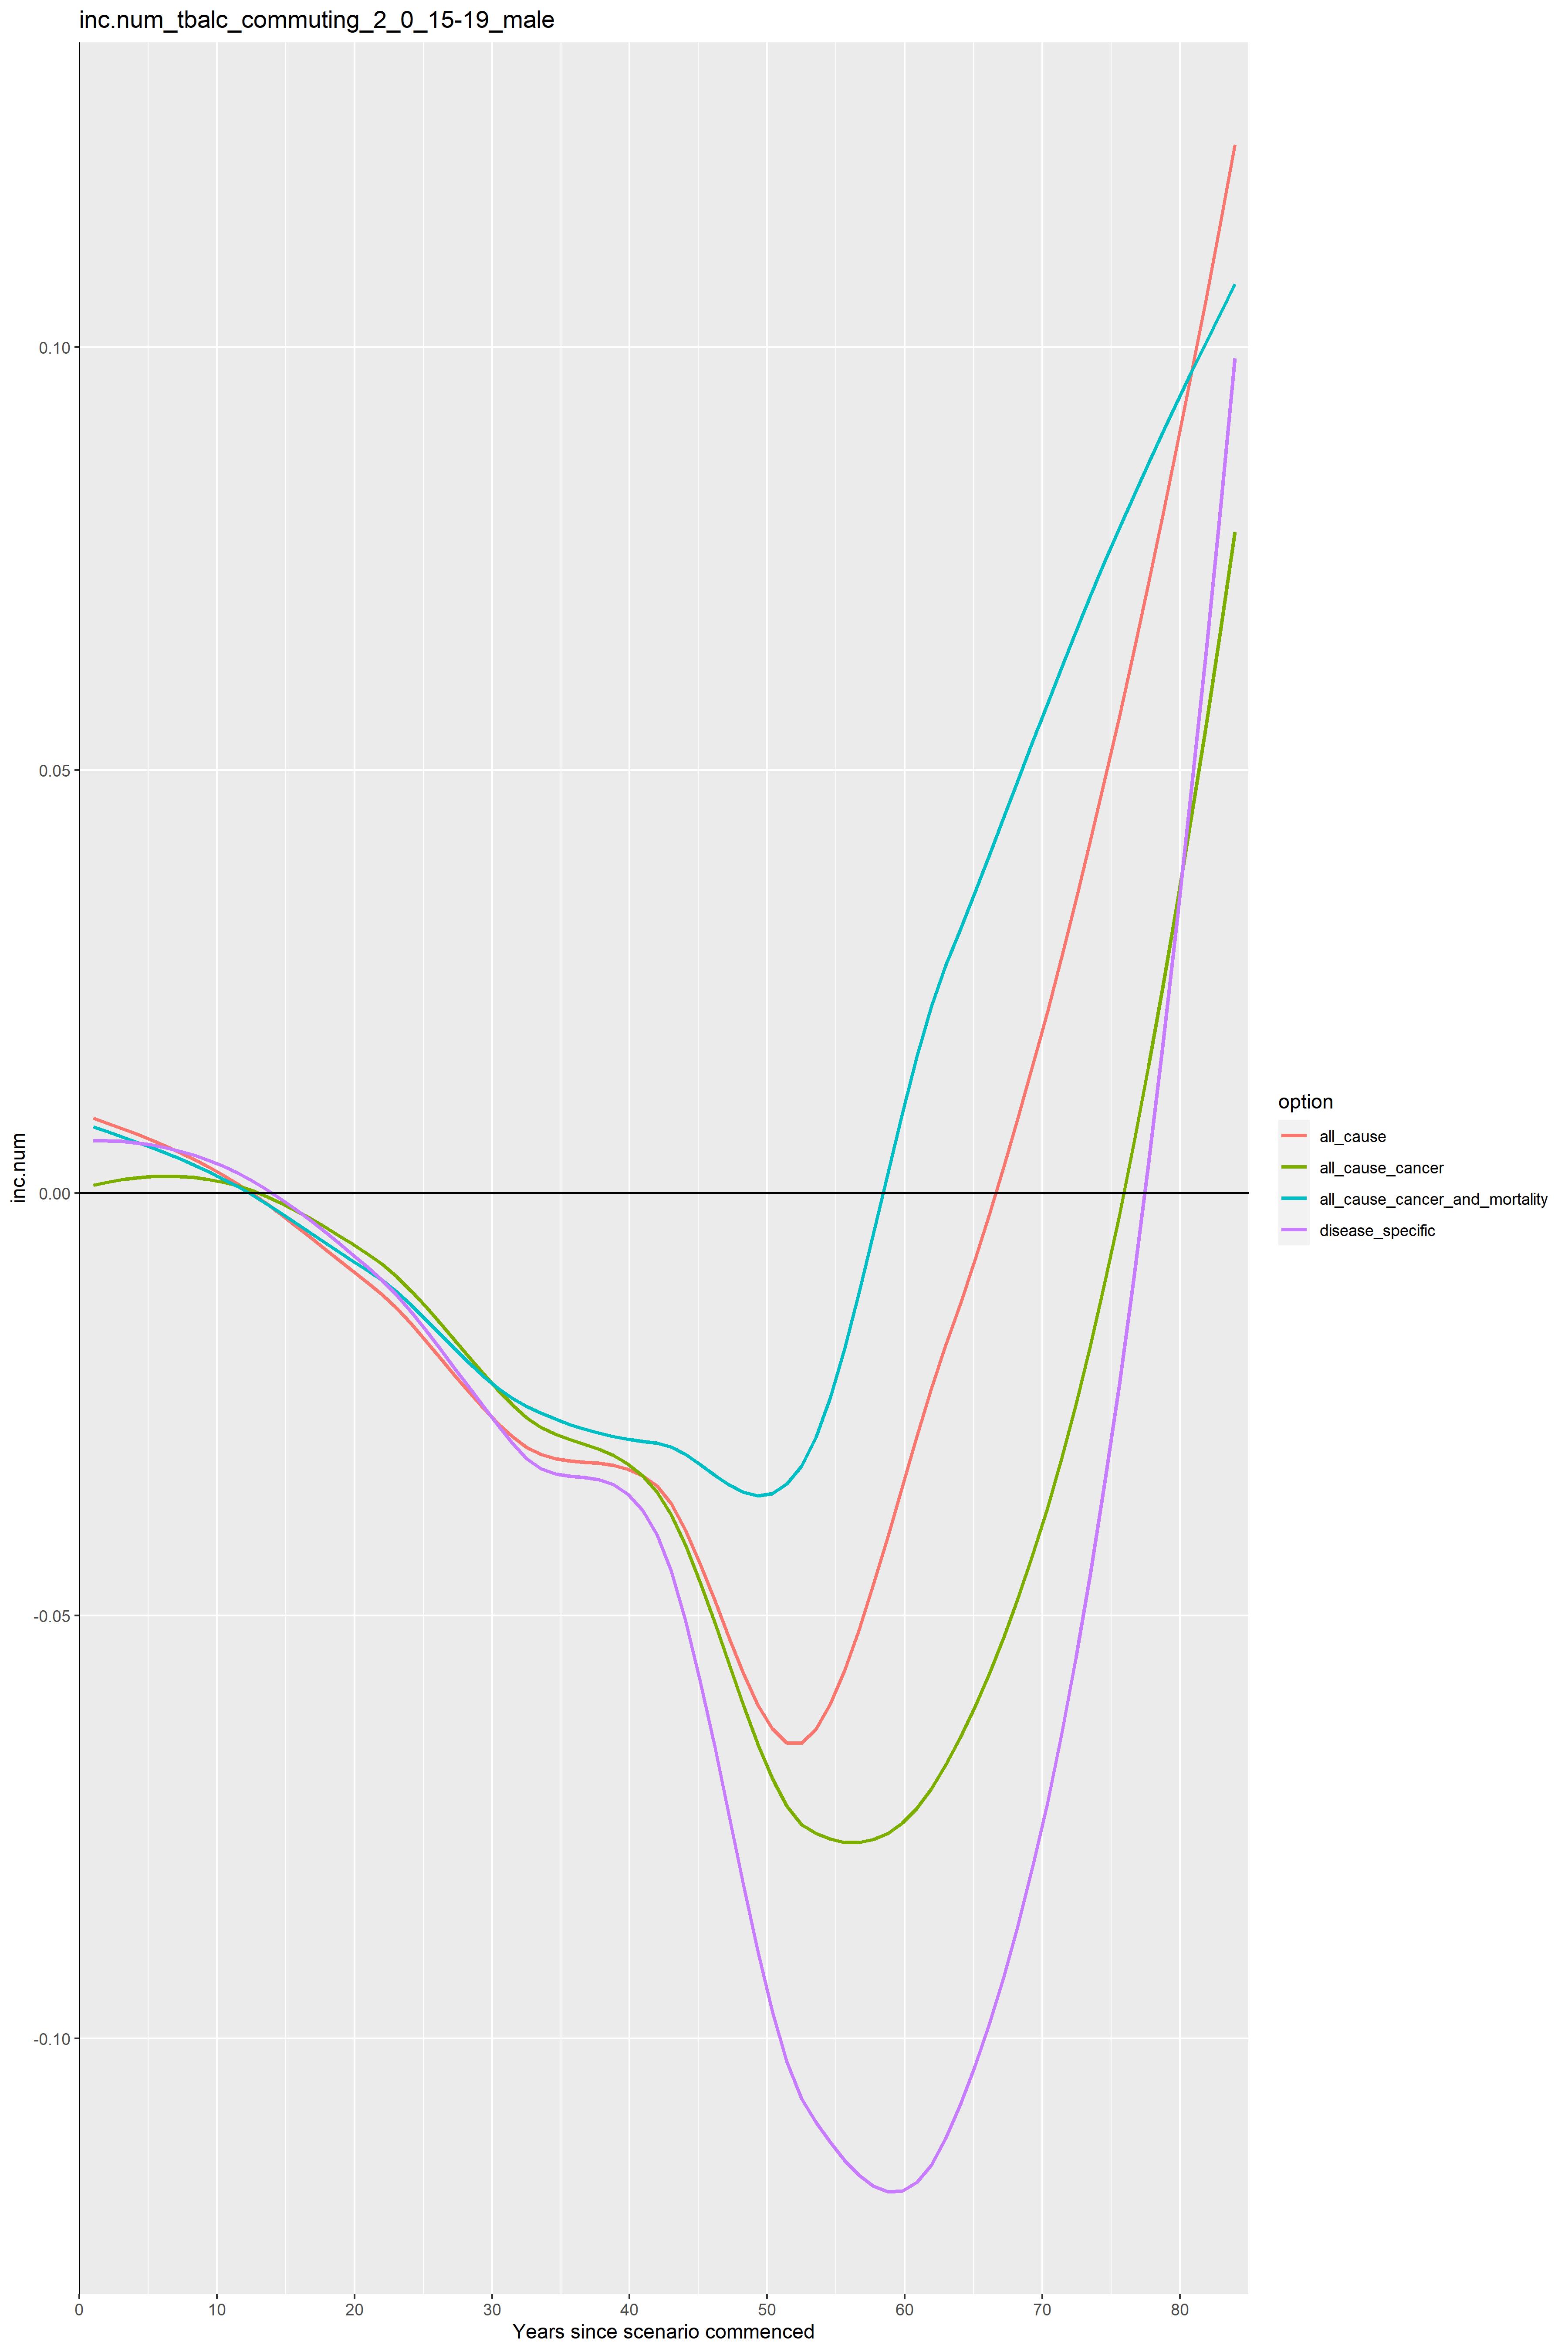 inc.num_tbalc_commuting_2_0_15-19_male
0.10
0.05
0.00
-0.05
-0.10
inc.num
0 10 20 30 40 50 60 70 80
Years since scenario commenced
option
all_cause
all_cause_cancer
all_cause_cancer_and_mortality
disease_specific